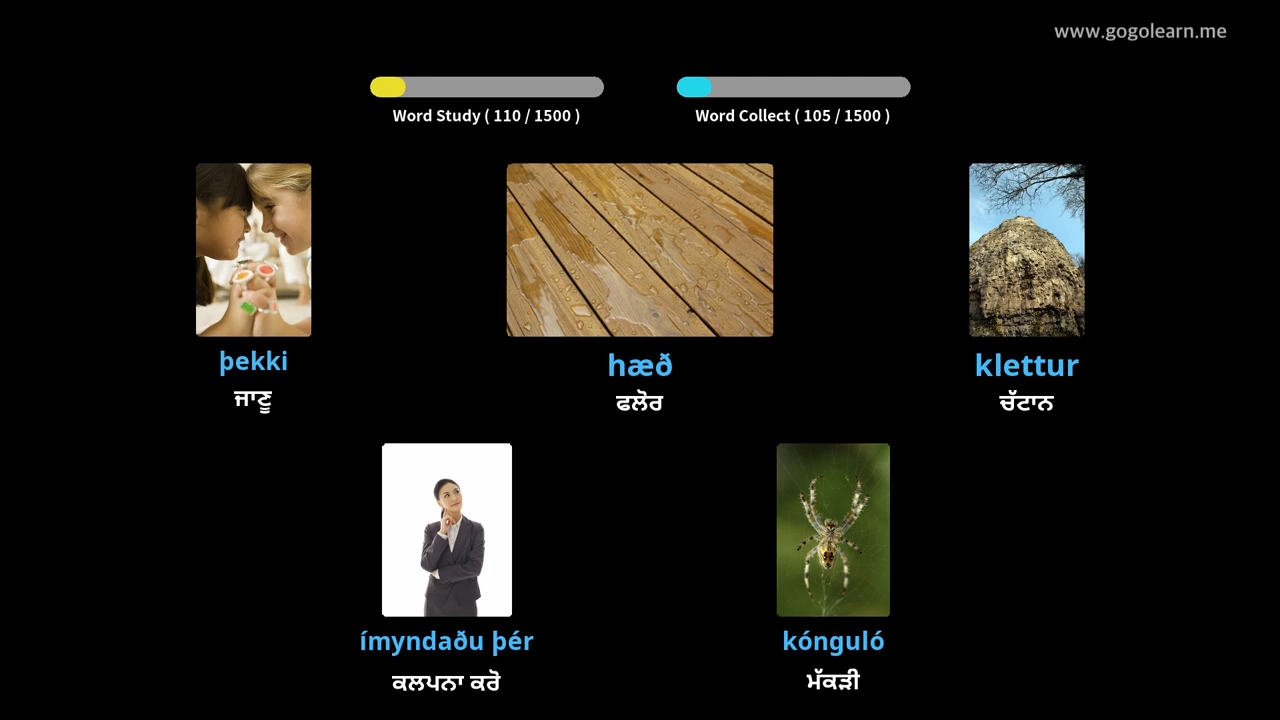 www.gogolearn.me
Word Study ( 110 / 1500 )
Word Collect ( 105 / 1500 )
þekki
ਜਾਣੂ
hæð
ਫਲੋਰ
klettur
ਚੱਟਾਨ
ímyndaðu þér
ਕਲਪਨਾ ਕਰੋ
kónguló
ਮੱਕੜੀ